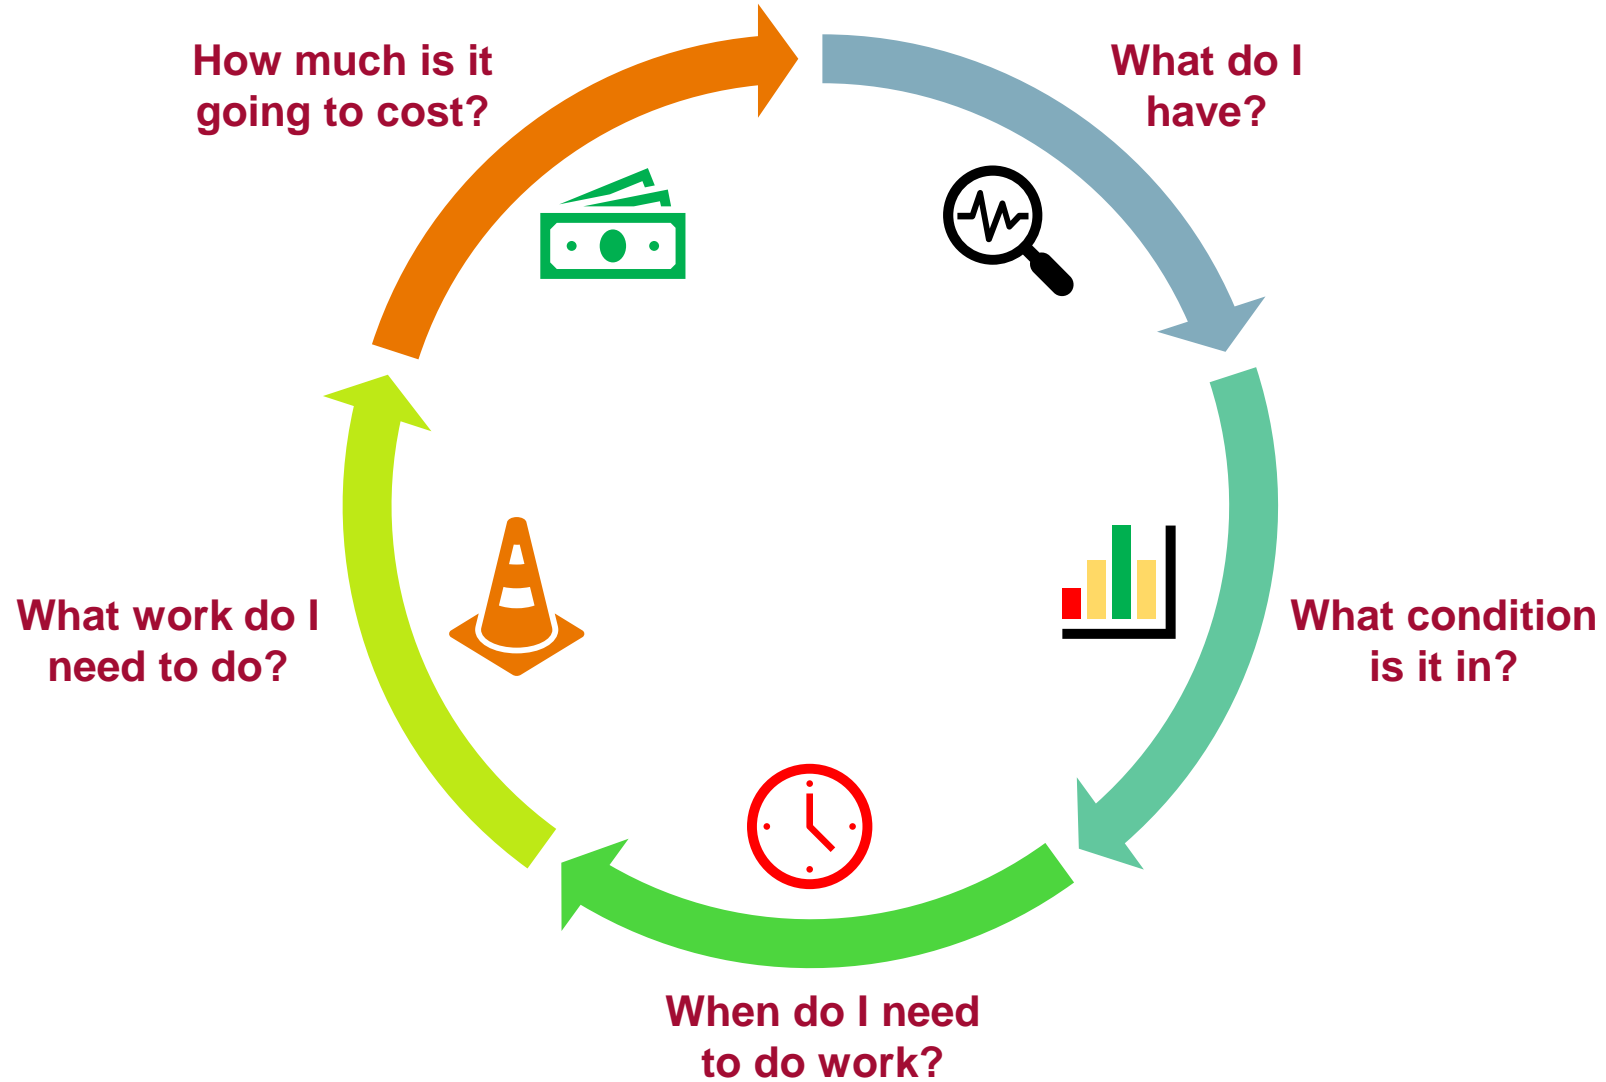 How much is it
going to cost?
What do I
have?
What condition
is it in?
When do I need
to do work?
What work do I
need to do?